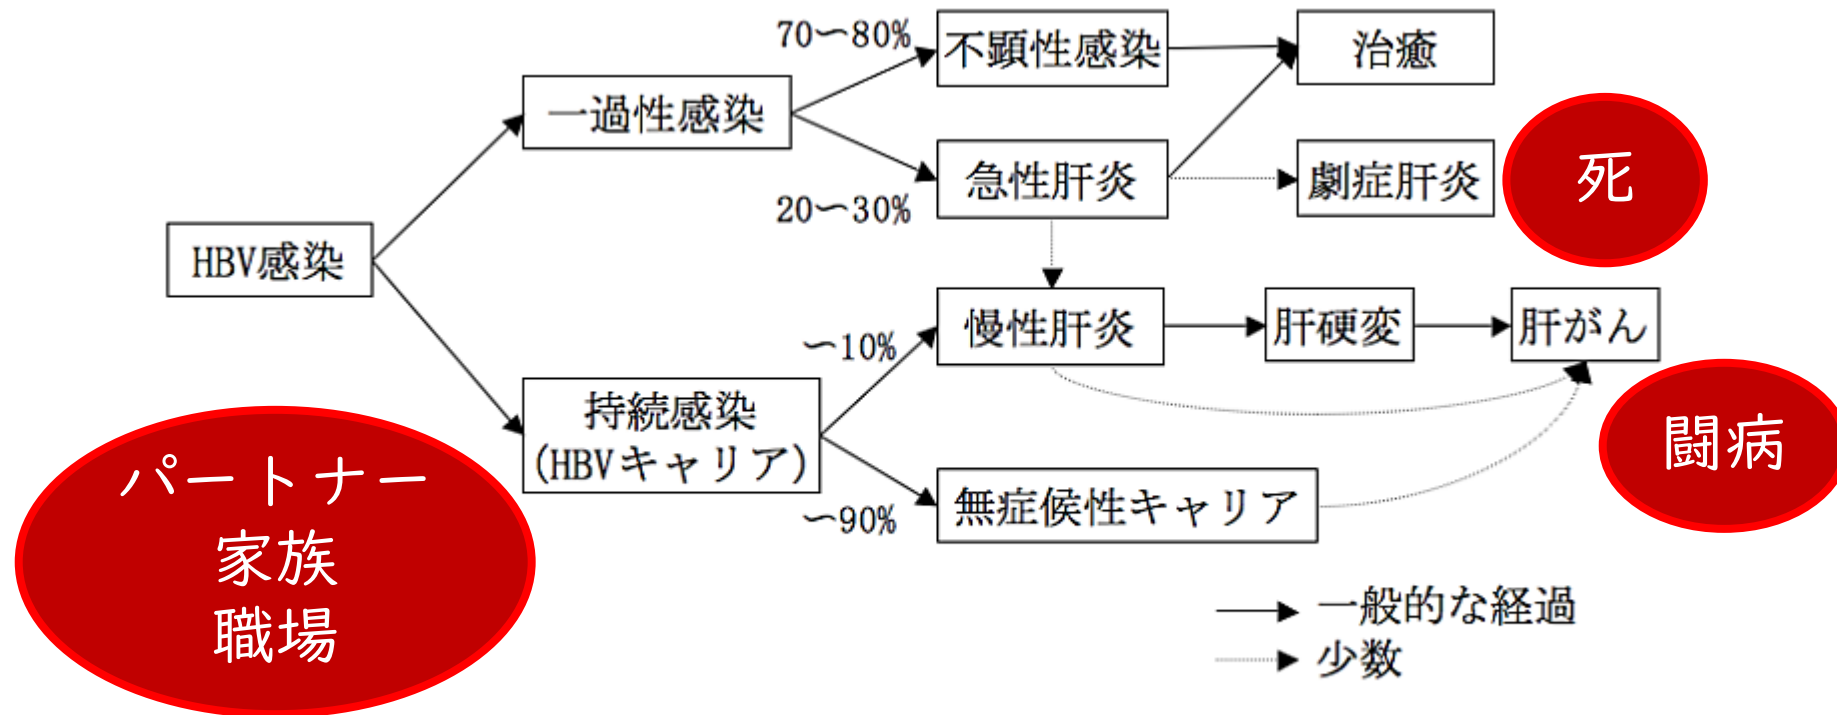 70〜80%
不顕性感染
治癒
一過性感染
急性肝炎
劇症肝炎
死
20〜30%
HBV感染
慢性肝炎
肝硬変
肝がん
〜10%
持続感染
(HBVキャリア)
闘病
パートナー
家族
職場
〜90%
無症候性キャリア
一般的な経過
少数